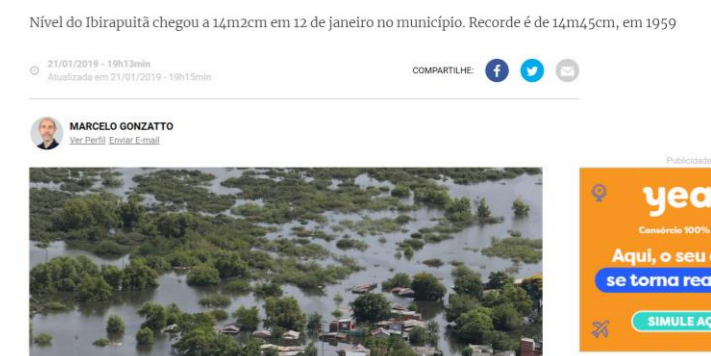 Nível do Ibirapuitã chegou a 14m2cm em 12 de janeiro no município. Recorde é de 14m45cm, em 1959
21/01/2019 - 19h13min
Atualizada em 21/01/2019 - 19h15min
COMPARTILHE:
MARCELO GONZATTO
Ver Perfil Enviar E-mail
Publicidade
yea
Consórcio 100%
Aqui, o seu
se torna rea
SIMULE AQ